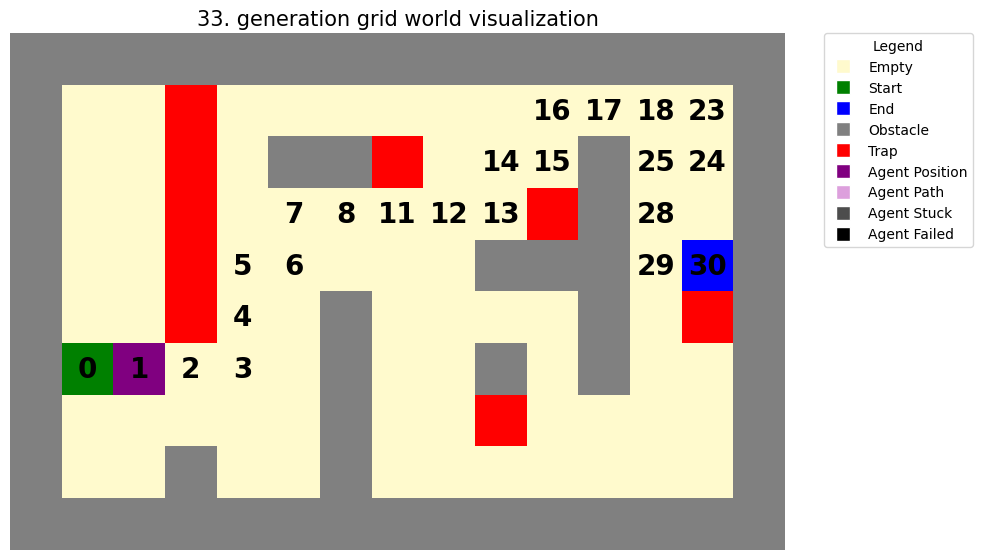 33. generation grid world visualization
16 17 18 23
14 15 25 24
7 8 11 12 13 28
5 6 29 30
4
0 1 2 3
Legend
Empty
Start
End
Obstacle
Trap
Agent Position
Agent Path
Agent Stuck
Agent Failed